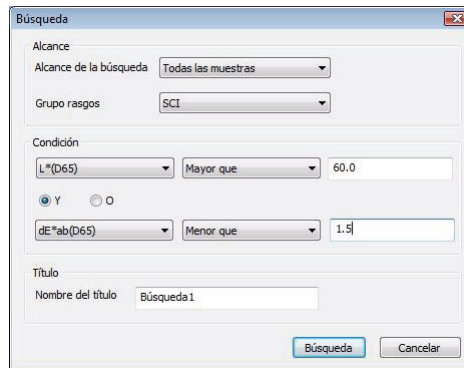 Búsqueda
Alcance
Alcance de la búsqueda Todas las muestras
Grupo rasgos SCI
Condición
L*(D65) Mayor que 60.0
Y O
dE*ab(D65) Menor que 1.5
Título
Nombre del título Búsqueda1
Búsqueda Cancelar